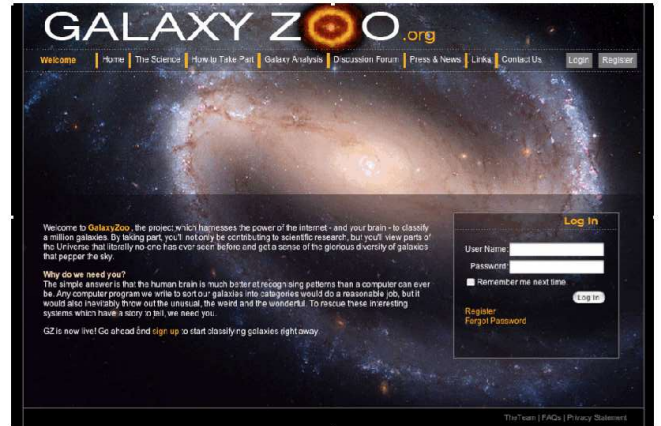 GALAXY ZOO.org
Welcome Home The Science How to Take Part Galaxy Analysis Discussion Forum Press & News Links Contact Us Login Register
Welcome to GalaxyZoo, the project which harnesses the power of the internet - and your brain - to classify
a million galaxies. By taking part, you'll not only be contributing to scientific research, but you'll view parts of
the Universe that literally no-one has ever seen before and get a sense of the glorious diversity of galaxies
that pepper the sky.
Why do we need you?
The simple answer is that the human brain is much better at recognising patterns than a computer can ever
be. Any computer program we write to sort our galaxies into categories would do a reasonable job, but it
would also inevitably throw out the unusual, the weird and the wonderful. To rescue these interesting
systems which have a story to tell, we need you.
GZ is now live! Go ahead and sign up to start classifying galaxies right away.
Log In
User Name:
Password:
Remember me next time.
Log In
Register
Forgot Password
The Team | FAQs | Privacy Statement